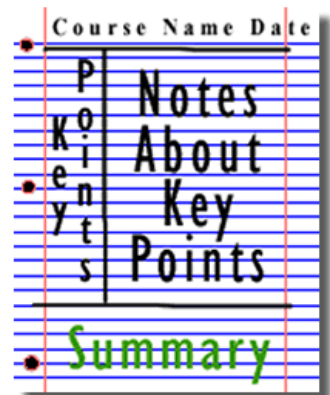 Course Name Date
Key Points
Notes
About
Key
Points
Summary